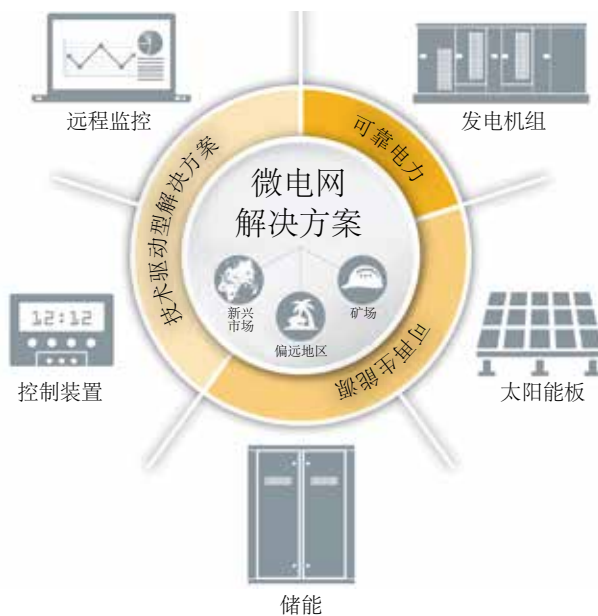 远程监控
发电机组
可靠电力
技术驱动型解决方案
微电网
解决方案
新兴
市场
偏远地区
矿场
可再生能源
12:12
控制装置
太阳能板
储能